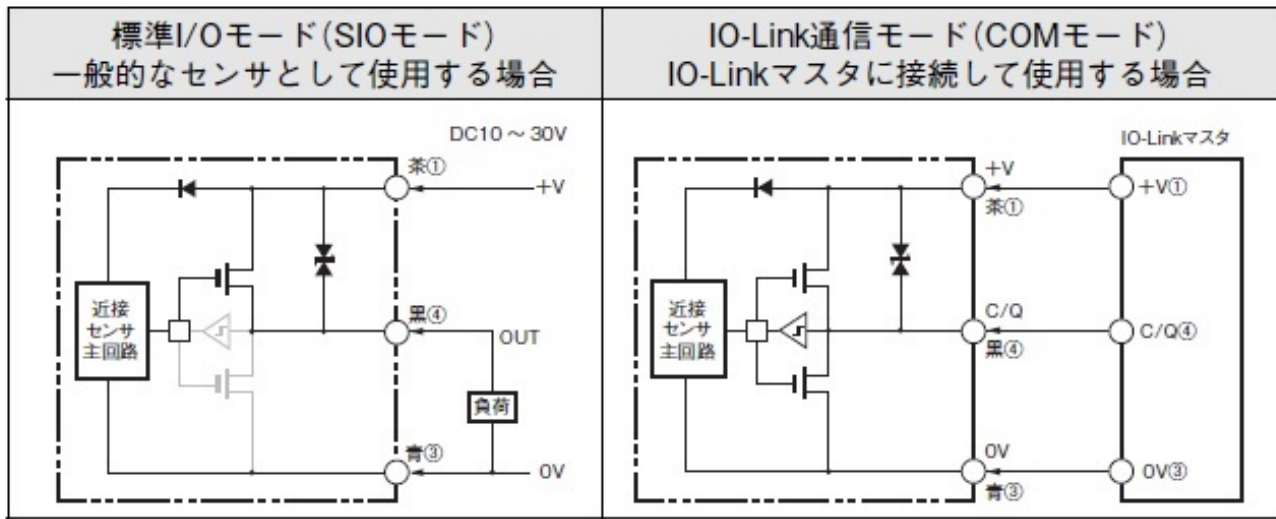 標準I/Oモード(SIOモード)
一般的なセンサとして使用する場合
IO-Link通信モード(COMモード)
IO-Linkマスタに接続して使用する場合
DC10～30V
茶①
+V
近接
センサ
主回路
黒④
OUT
負荷
青③
0V
IO-Linkマスタ
+V
茶①
+V①
近接
センサ
主回路
C/Q
黒④
C/Q④
0V
青③
0V③